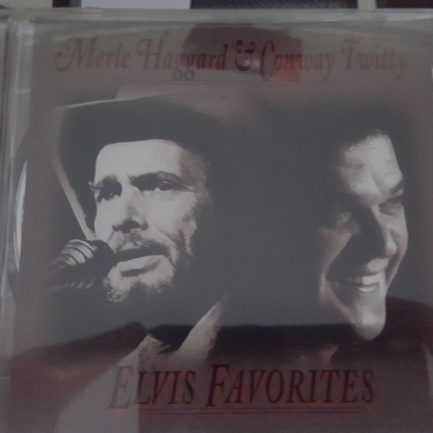 Merle Haggard & Conway Twitty
ELVIS FAVORITES